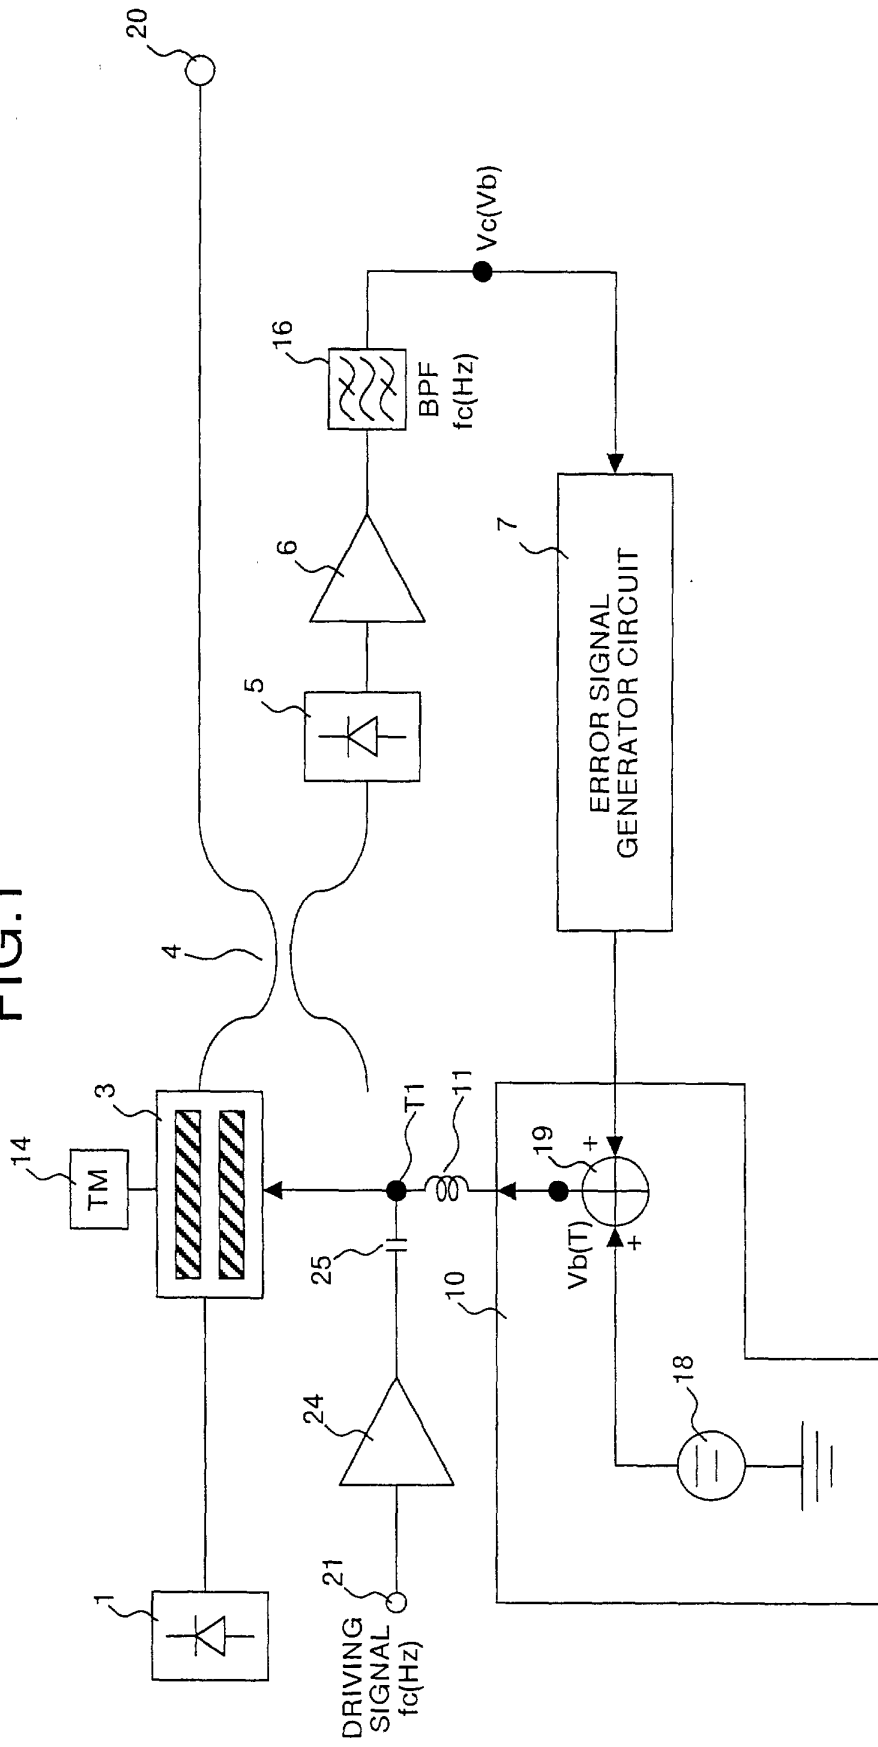 FIG.1
14
TM
3
1
4
20
5
6
16
BPF
fc(Hz)
Vc(Vb)
DRIVING
SIGNAL
fc(Hz)
21
24
25
T1
11
10
Vb(T)
19
+
+
18
7
ERROR SIGNAL
GENERATOR CIRCUIT